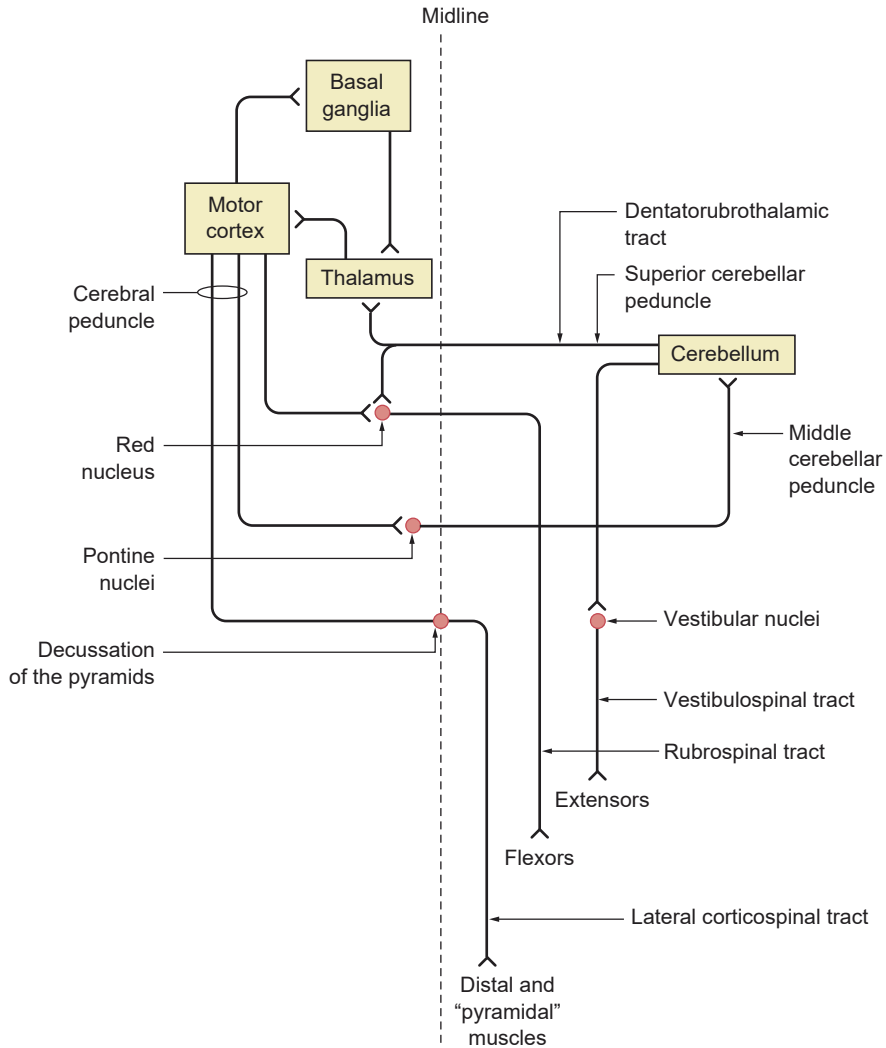 Midline
Basal
ganglia
Motor
cortex
Dentatorubrothalamic
tract
Thalamus
Superior cerebellar
peduncle
Cerebral
peduncle
Cerebellum
Red
nucleus
Middle
cerebellar
peduncle
Pontine
nuclei
Vestibular nuclei
Decussation
of the pyramids
Vestibulospinal tract
Rubrospinal tract
Extensors
Flexors
Lateral corticospinal tract
Distal and
“pyramidal”
muscles